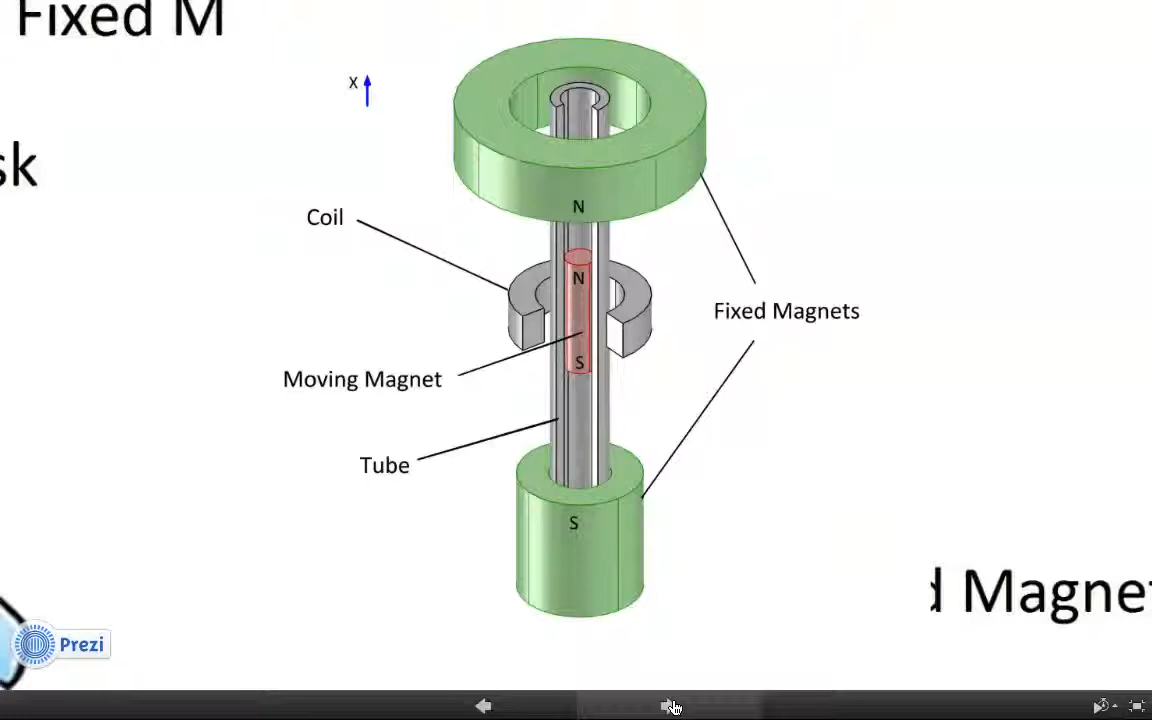 Fixed M
x
sk
N
Coil
N
Fixed Magnets
S
Moving Magnet
Tube
S
d Magnet
Prezi